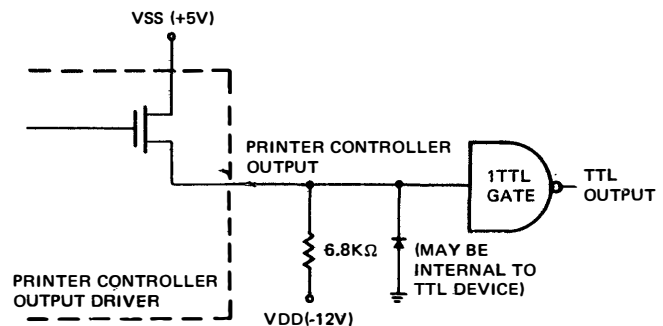 VSS (+5V)
PRINTER CONTROLLER
OUTPUT
1TTL
GATE
TTL
OUTPUT
6.8KΩ
(MAY BE
INTERNAL TO
TTL DEVICE)
PRINTER CONTROLLER
OUTPUT DRIVER
VDD(-12V)